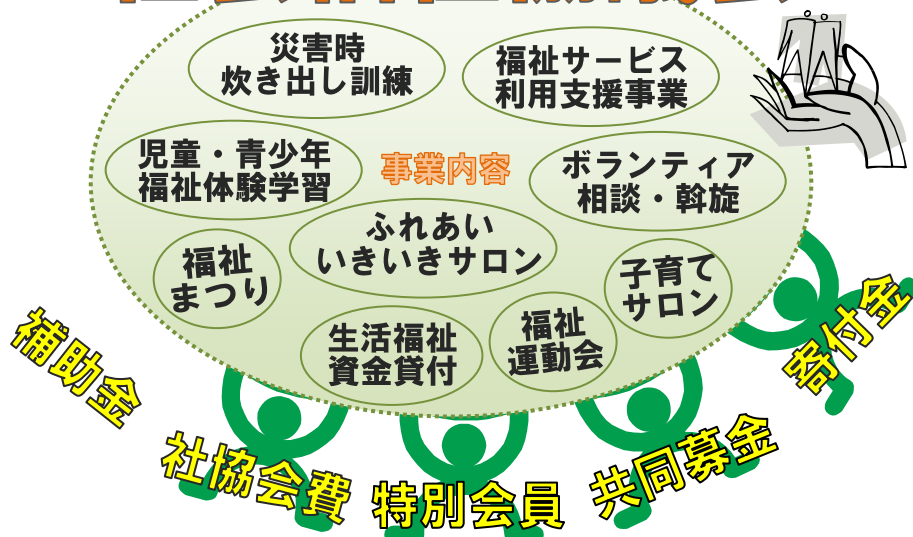 災害時
炊き出し訓練
福祉サービス
利用支援事業
児童・青少年
福祉体験学習
事業内容
ボランティア
相談・斡旋
ふれあい
いきいきサロン
福祉
まつり
子育て
サロン
生活福祉
資金貸付
福祉
運動会
補助金
社協会費
特別会員
共同募金
寄付金